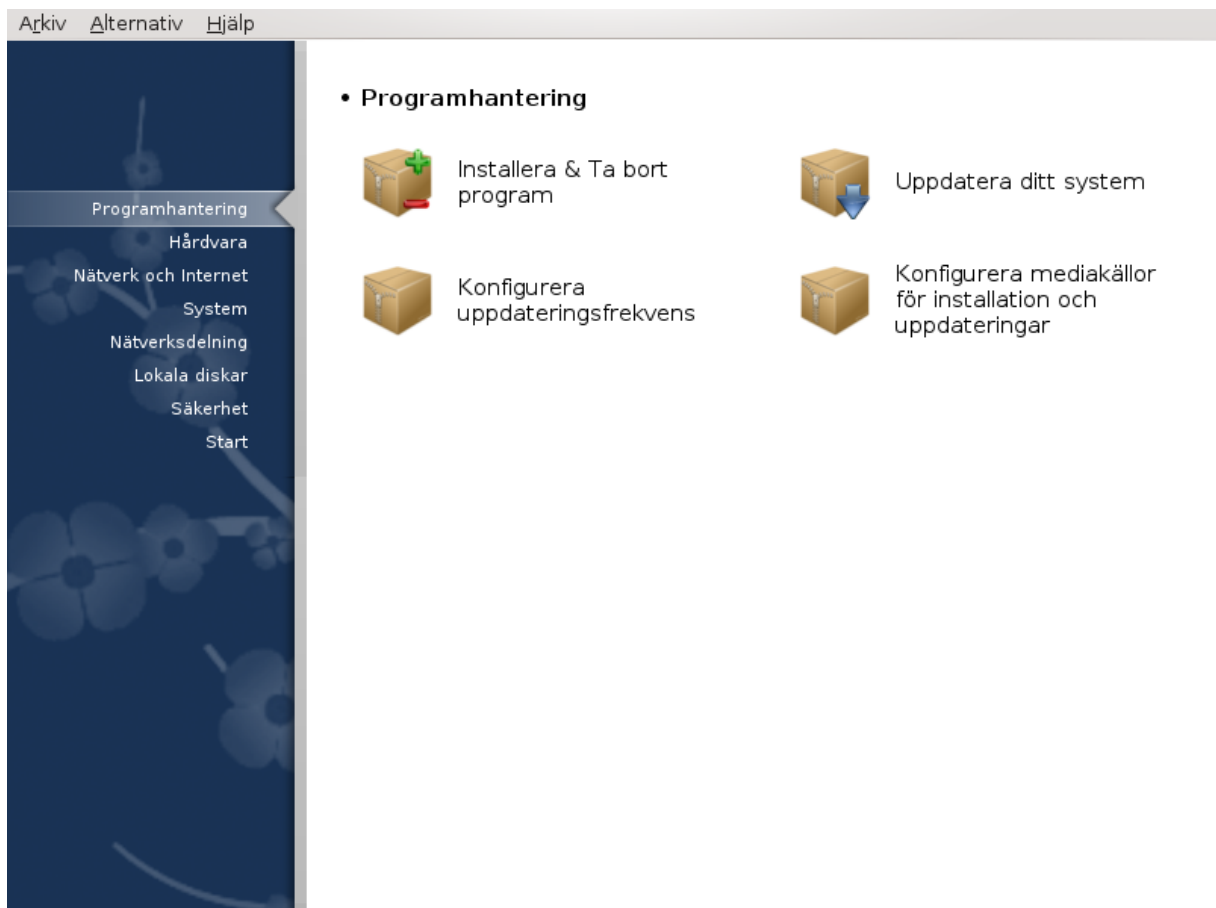 Arkiv Alternativ Hjälp
Programhantering
Hårdvara
Nätverk och Internet
System
Nätverksdelning
Lokala diskar
Säkerhet
Start
• Programhantering
Installera & Ta bort
program
Uppdatera ditt system
Konfigurera
uppdateringsfrekvens
Konfigurera mediakällor
för installation och
uppdateringar